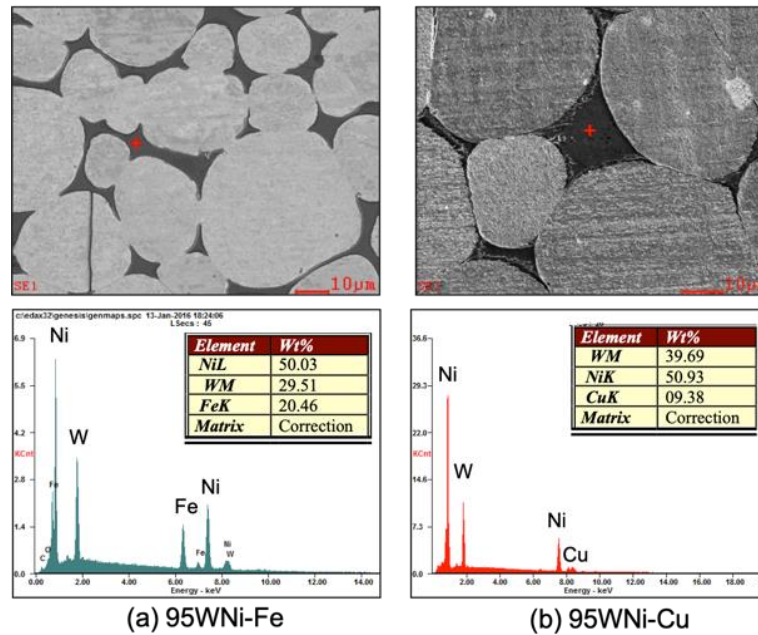 SE1
10µm
SE1
10µm
c:\edax32\genesis\genmaps.spc 13-Jan-2016 18:24:06
LSecs : 45
6.9
5.5
4.2
KCnt
2.8
1.4
0.0
Ni
Fe
W
C
O
Fe
Fe
Ni
Ni
W
Element Wt%
NiL 50.03
WM 29.51
FeK 20.46
Matrix Correction
0.00 2.00 4.00 6.00 8.00 10.00 12.00 14.00
Energy - keV
36.6
29.3
22.0
KCnt
14.6
7.3
Ni
W
Ni
Cu
Element Wt%
WM 39.69
NiK 50.93
CuK 09.38
Matrix Correction
2.00 4.00 6.00 8.00 10.00 12.00 14.00 16.00 18.00
Energy - keV
(a) 95WNi-Fe
(b) 95WNi-Cu